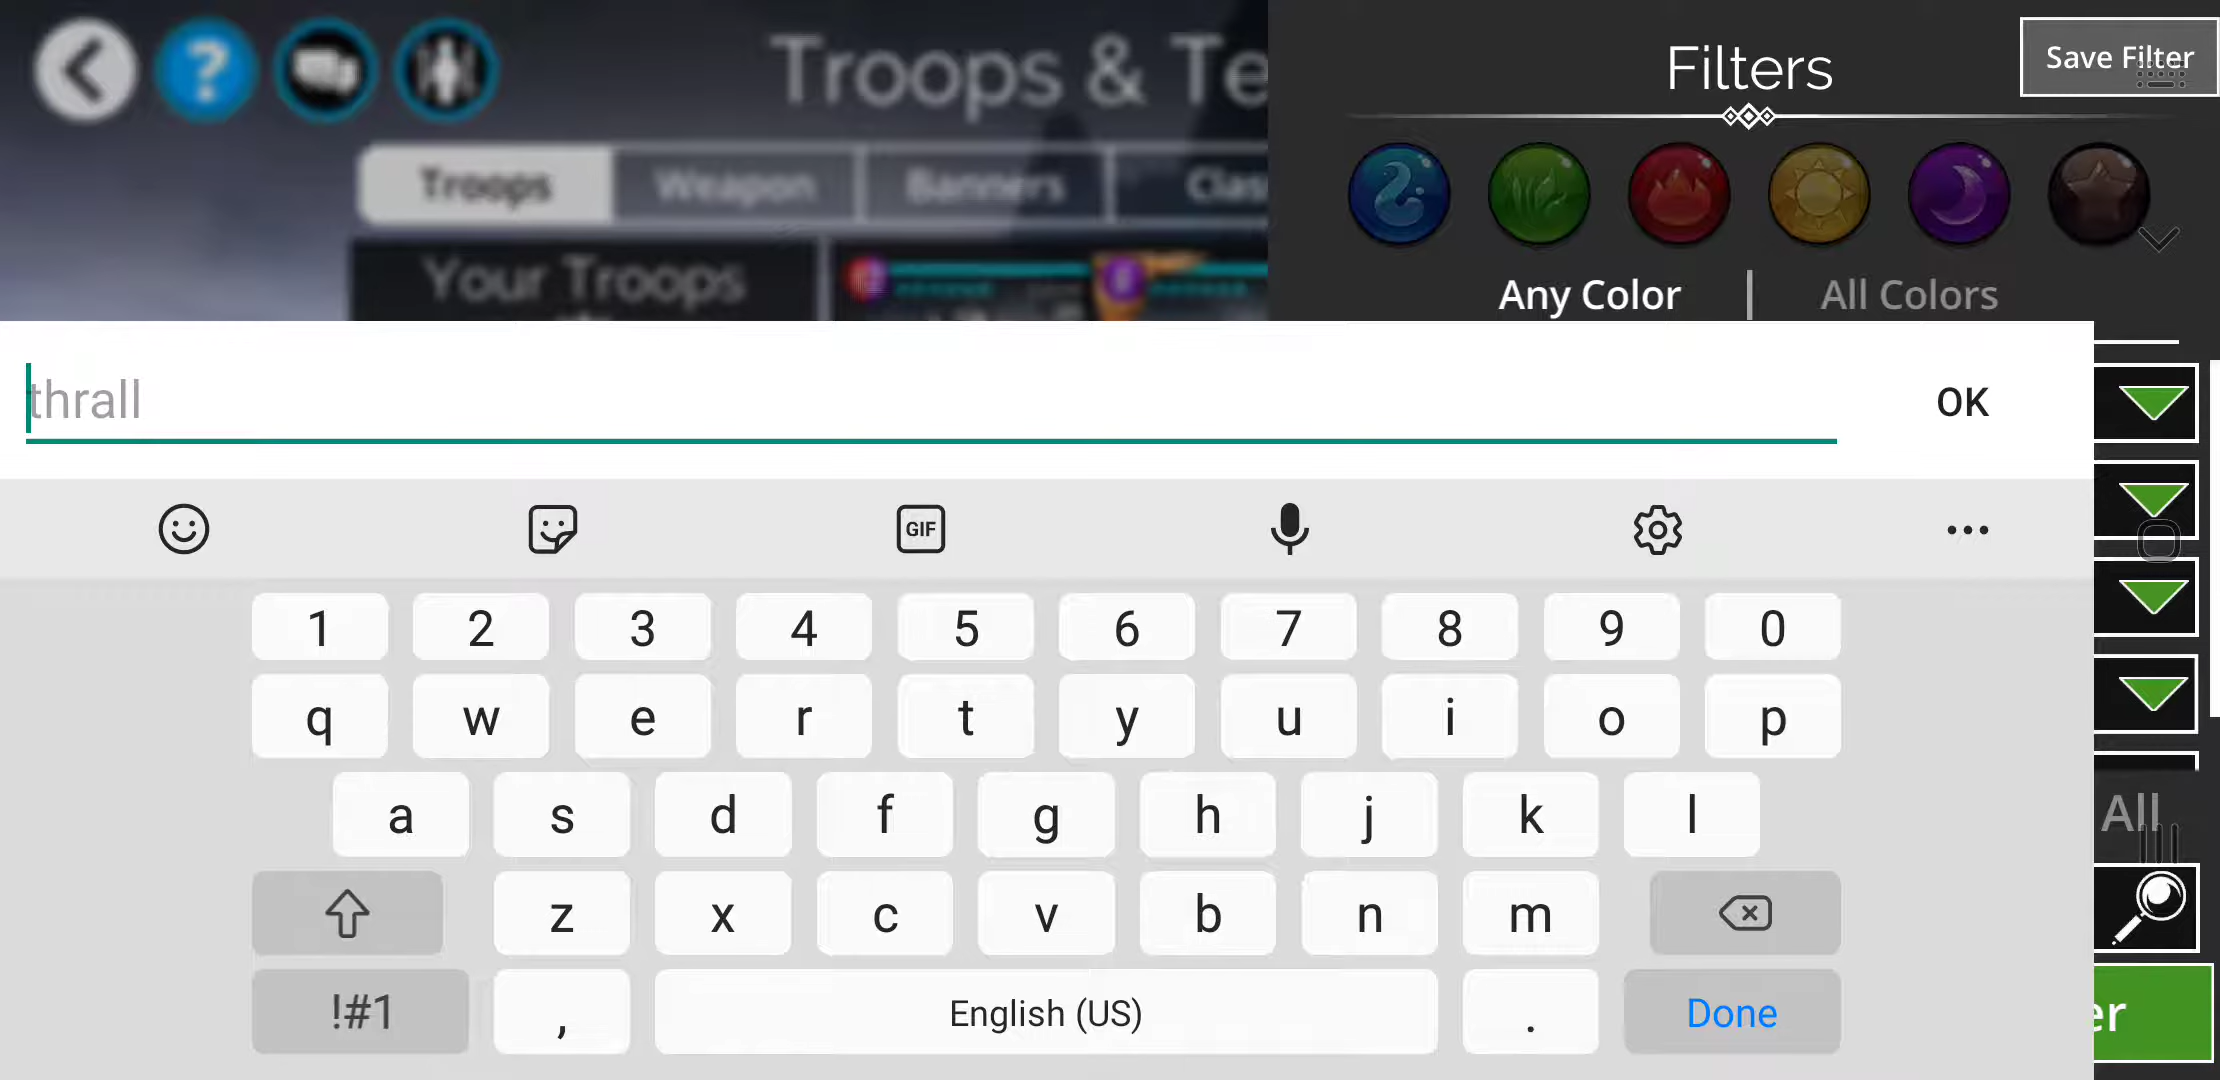 Troops & Te
Filters
Save Filter
Troops
Weapon
Banners
Clas
Your Troops
Any Color
All Colors
thrall
OK
GIF
1 2 3 4 5 6 7 8 9 0
q w e r t y u i o p
a s d f g h j k l
All
z x c v b n m
!#1 , English (US) . Done
er